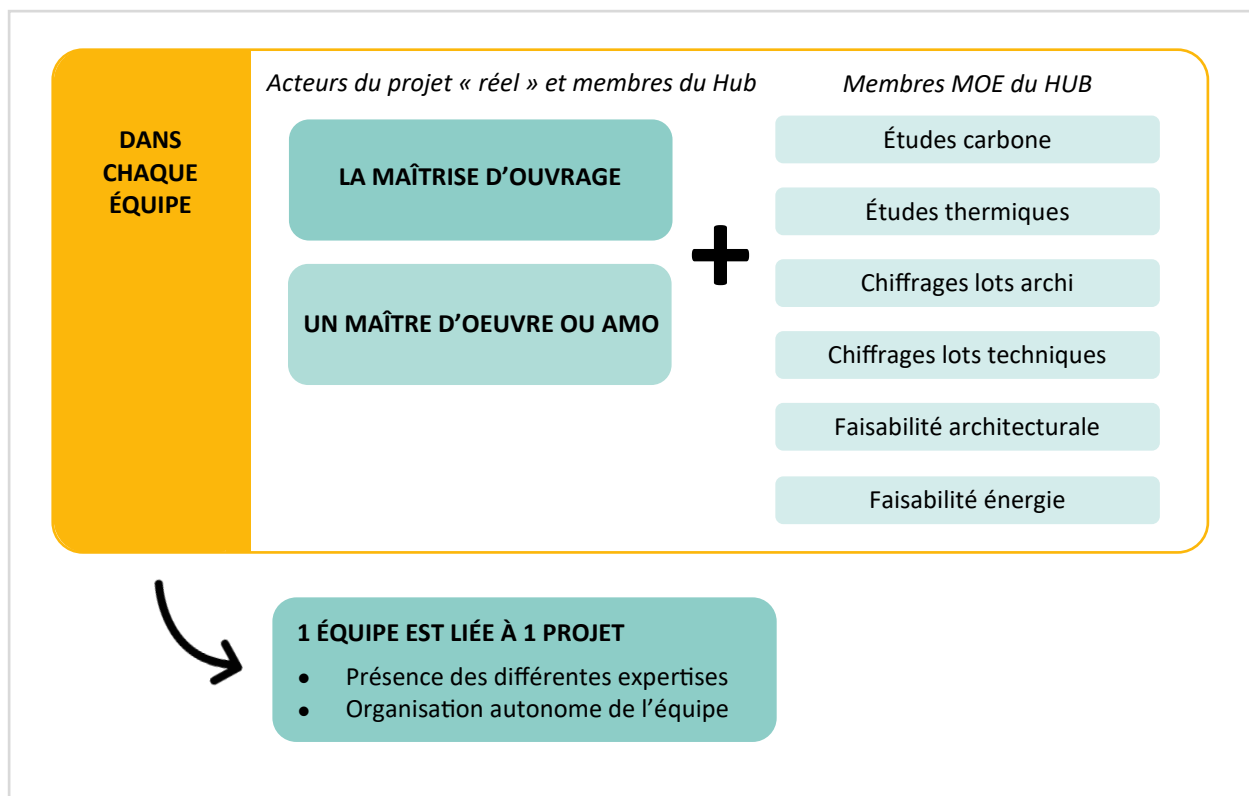 DANS
CHAQUE
ÉQUIPE
Acteurs du projet « réel » et membres du Hub
LA MAÎTRISE D’OUVRAGE
UN MAÎTRE D’OEUVRE OU AMO
Membres MOE du HUB
Études carbone
Études thermiques
Chiffrages lots archi
Chiffrages lots techniques
Faisabilité architecturale
Faisabilité énergie
1 ÉQUIPE EST LIÉE À 1 PROJET
• Présence des différentes expertises
• Organisation autonome de l’équipe